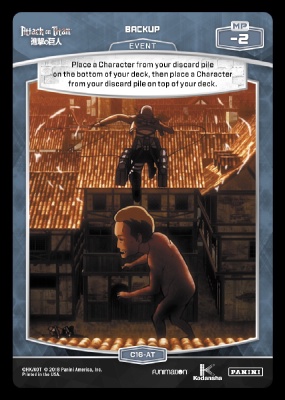 Attack on Titan
進撃の巨人
BACKUP
MP
-2
EVENT
Place a Character from your discard pile
on the bottom of your deck, then place a Character
from your discard pile on top of your deck.
C16-AT
©HK/AOT © 2019 Panini America, Inc.
Printed in the USA.
FUNIMATION
K
Kodansha
PANINI